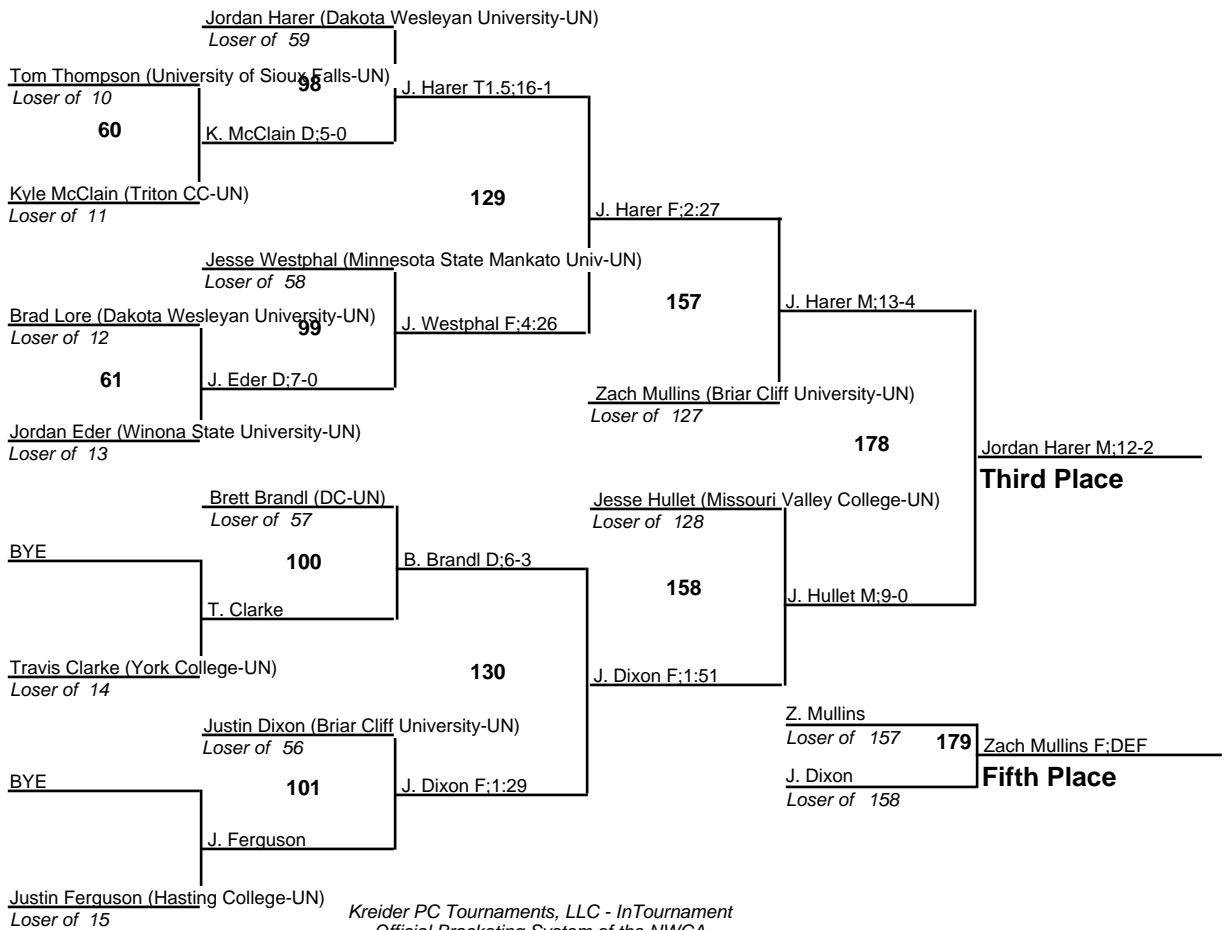 Jordan Harer (Dakota Wesleyan University-UN)
Loser of 59
Tom Thompson (University of Sioux Falls-UN)
Loser of 10
98
J. Harer T1.5;16-1
60
K. McClain D;5-0
Kyle McClain (Triton CC-UN)
Loser of 11
129
J. Harer F;2:27
Jesse Westphal (Minnesota State Mankato Univ-UN)
Loser of 58
157
J. Harer M;13-4
Brad Lore (Dakota Wesleyan University-UN)
Loser of 12
99
J. Westphal F;4:26
61
J. Eder D;7-0
Zach Mullins (Briar Cliff University-UN)
Loser of 127
Jordan Eder (Winona State University-UN)
Loser of 13
178
Jordan Harer M;12-2
Third Place
Brett Brandl (DC-UN)
Loser of 57
Jesse Hullet (Missouri Valley College-UN)
Loser of 128
BYE
100
B. Brandl D;6-3
158
T. Clarke
J. Hullet M;9-0
Travis Clarke (York College-UN)
Loser of 14
130
J. Dixon F;1:51
Justin Dixon (Briar Cliff University-UN)
Loser of 56
Z. Mullins
Loser of 157
179
Zach Mullins F;DEF
BYE
101
J. Dixon F;1:29
J. Dixon
Loser of 158
Fifth Place
J. Ferguson
Justin Ferguson (Hasting College-UN)
Loser of 15
Kreider PC Tournaments, LLC - InTournament
Official Bracketing System of the NWCA